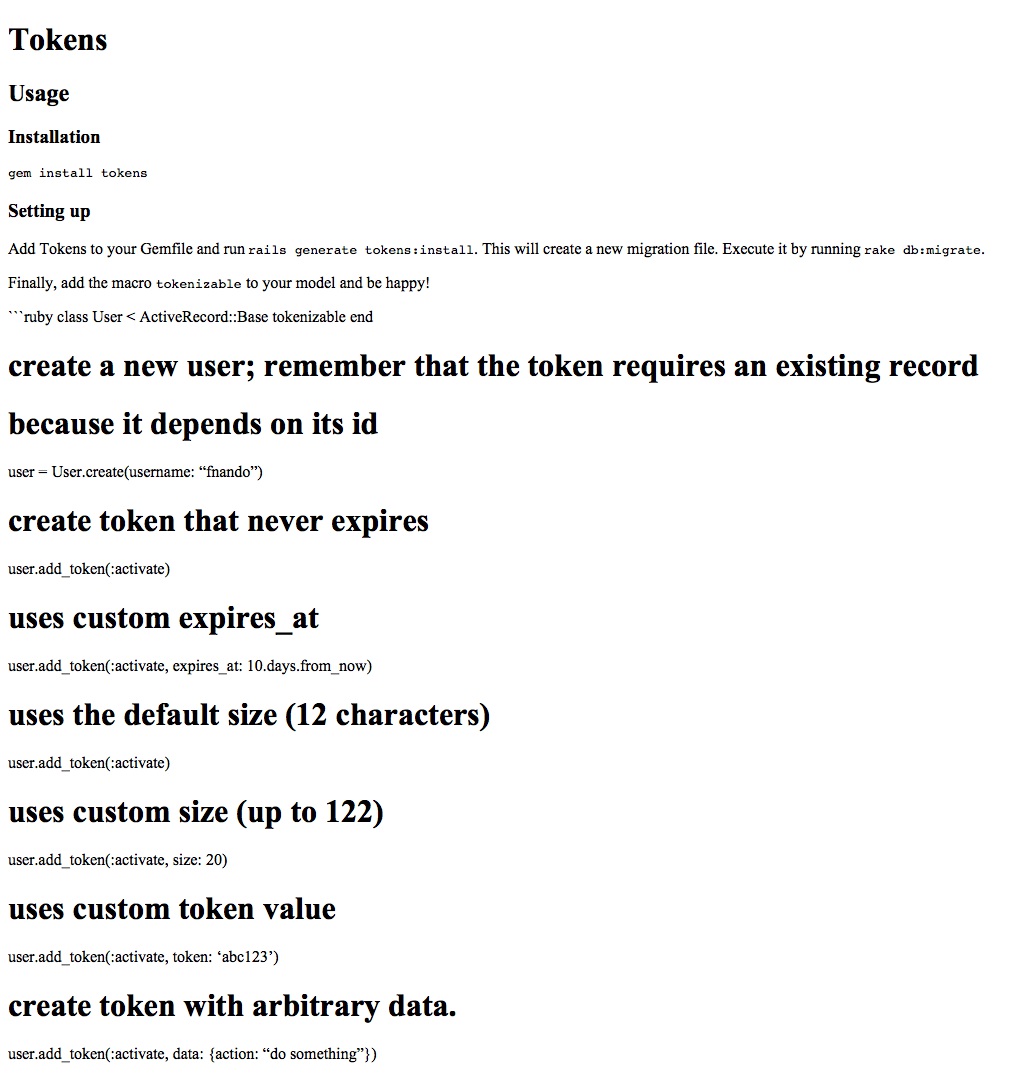 Tokens
Usage
Installation
gem install tokens
Setting up
Add Tokens to your Gemfile and run rails generate tokens:install. This will create a new migration file. Execute it by running rake db:migrate.
Finally, add the macro tokenizable to your model and be happy!
```ruby class User < ActiveRecord::Base tokenizable end
create a new user; remember that the token requires an existing record
because it depends on its id
user = User.create(username: “fnando”)
create token that never expires
user.add_token(:activate)
uses custom expires_at
user.add_token(:activate, expires_at: 10.days.from_now)
uses the default size (12 characters)
user.add_token(:activate)
uses custom size (up to 122)
user.add_token(:activate, size: 20)
uses custom token value
user.add_token(:activate, token: ‘abc123’)
create token with arbitrary data.
user.add_token(:activate, data: {action: “do something”})